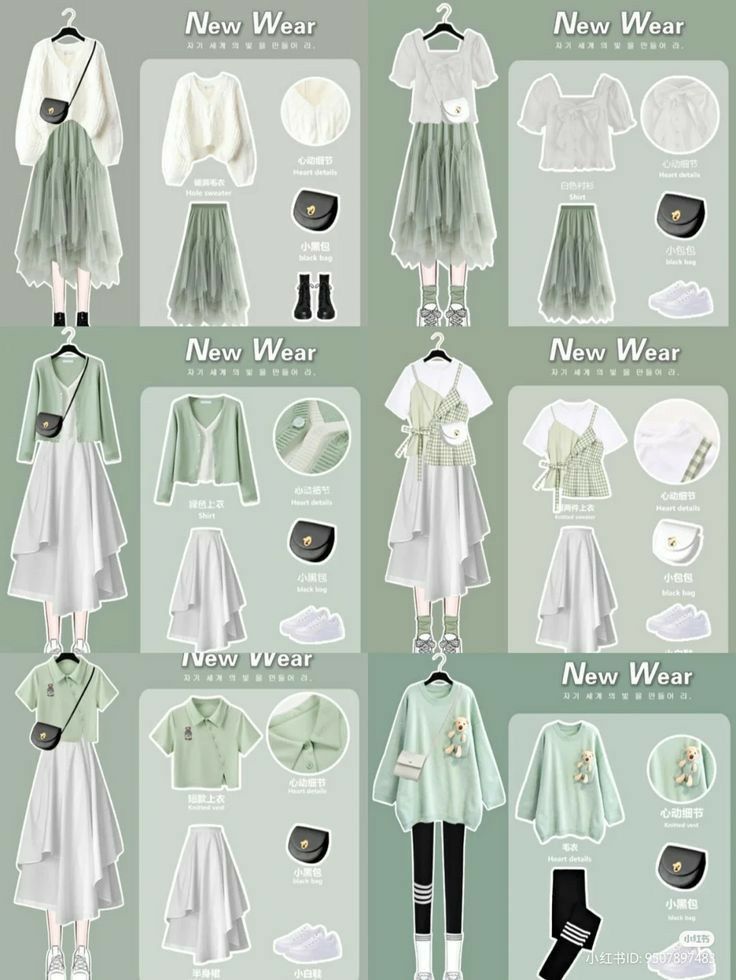 New Wear
자기 세계의 빛을 만들어 라.
心动细节
Heart details
镂洞毛衣
Hole sweater
小黑包
black bag
New Wear
자기 세계의 빛을 만들어 라.
心动细节
Heart details
白色衬衫
Shirt
小包包
black bag
New Wear
자기 세계의 빛을 만들어 라.
心动细节
Heart details
绿色上衣
Shirt
小黑包
black bag
New Wear
자기 세계의 빛을 만들어 라.
心动细节
Heart details
两件上衣
Knitted sweater
小包包
black bag
小白鞋
New Wear
자기 세계의 빛을 만들어 라.
心动细节
Heart details
短款上衣
Knitted vest
小黑包
black bag
半身裙
小白鞋
New Wear
자기 세계의 빛을 만들어 라.
心动细节
Knitted vest
毛衣
Heart details
小黑包
black bag
小红书
小红书ID: 9507897483